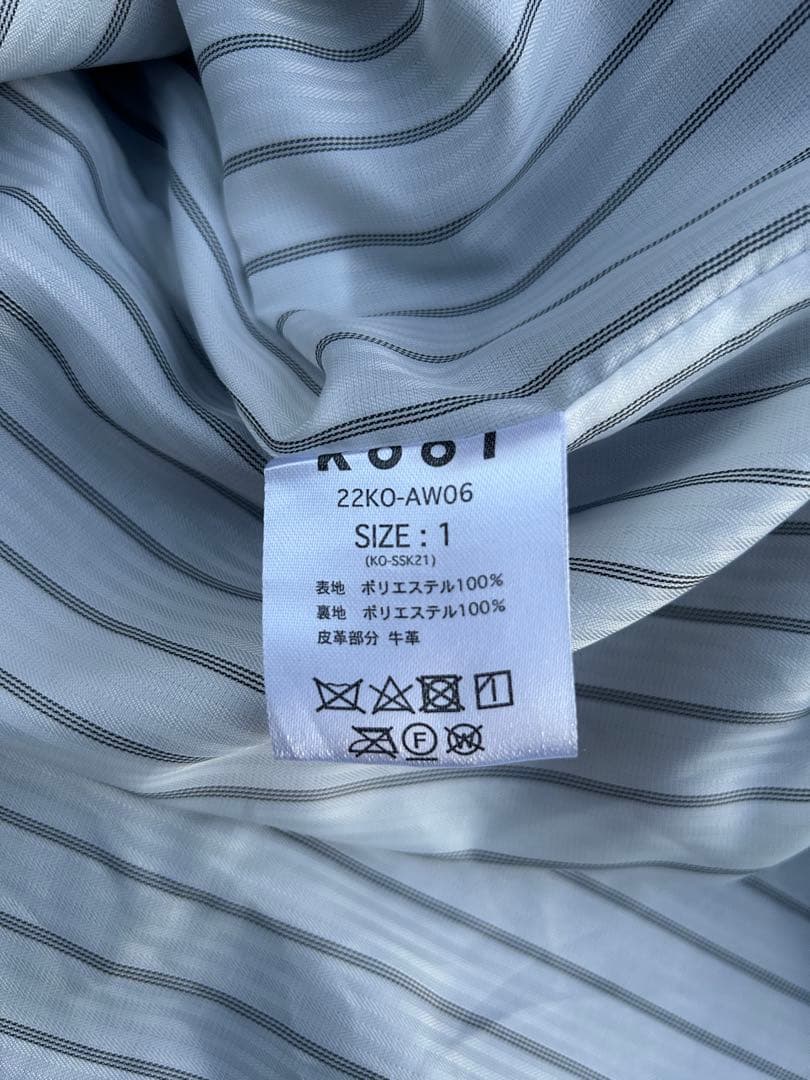 22KO-AW06
SIZE : 1
(KO-SSK21)
表地 ポリエステル100%
裏地 ポリエステル100%
皮革部分 牛革
F
W